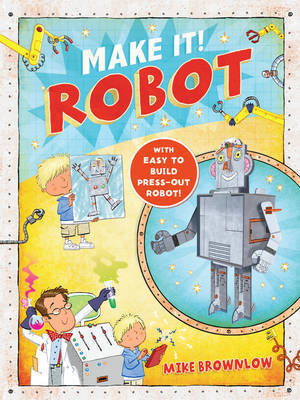 MAKE IT!
ROBOT
WITH
EASY TO
BUILD
PRESS-OUT
ROBOT!
MIKE BROWNLOW